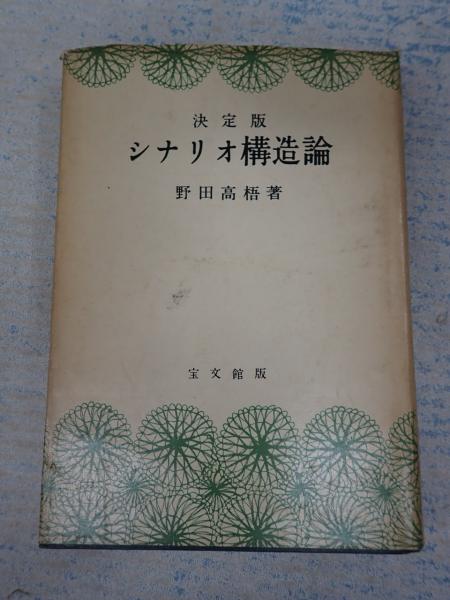 決定版
シナリオ構造論
野田高梧著
宝文館版